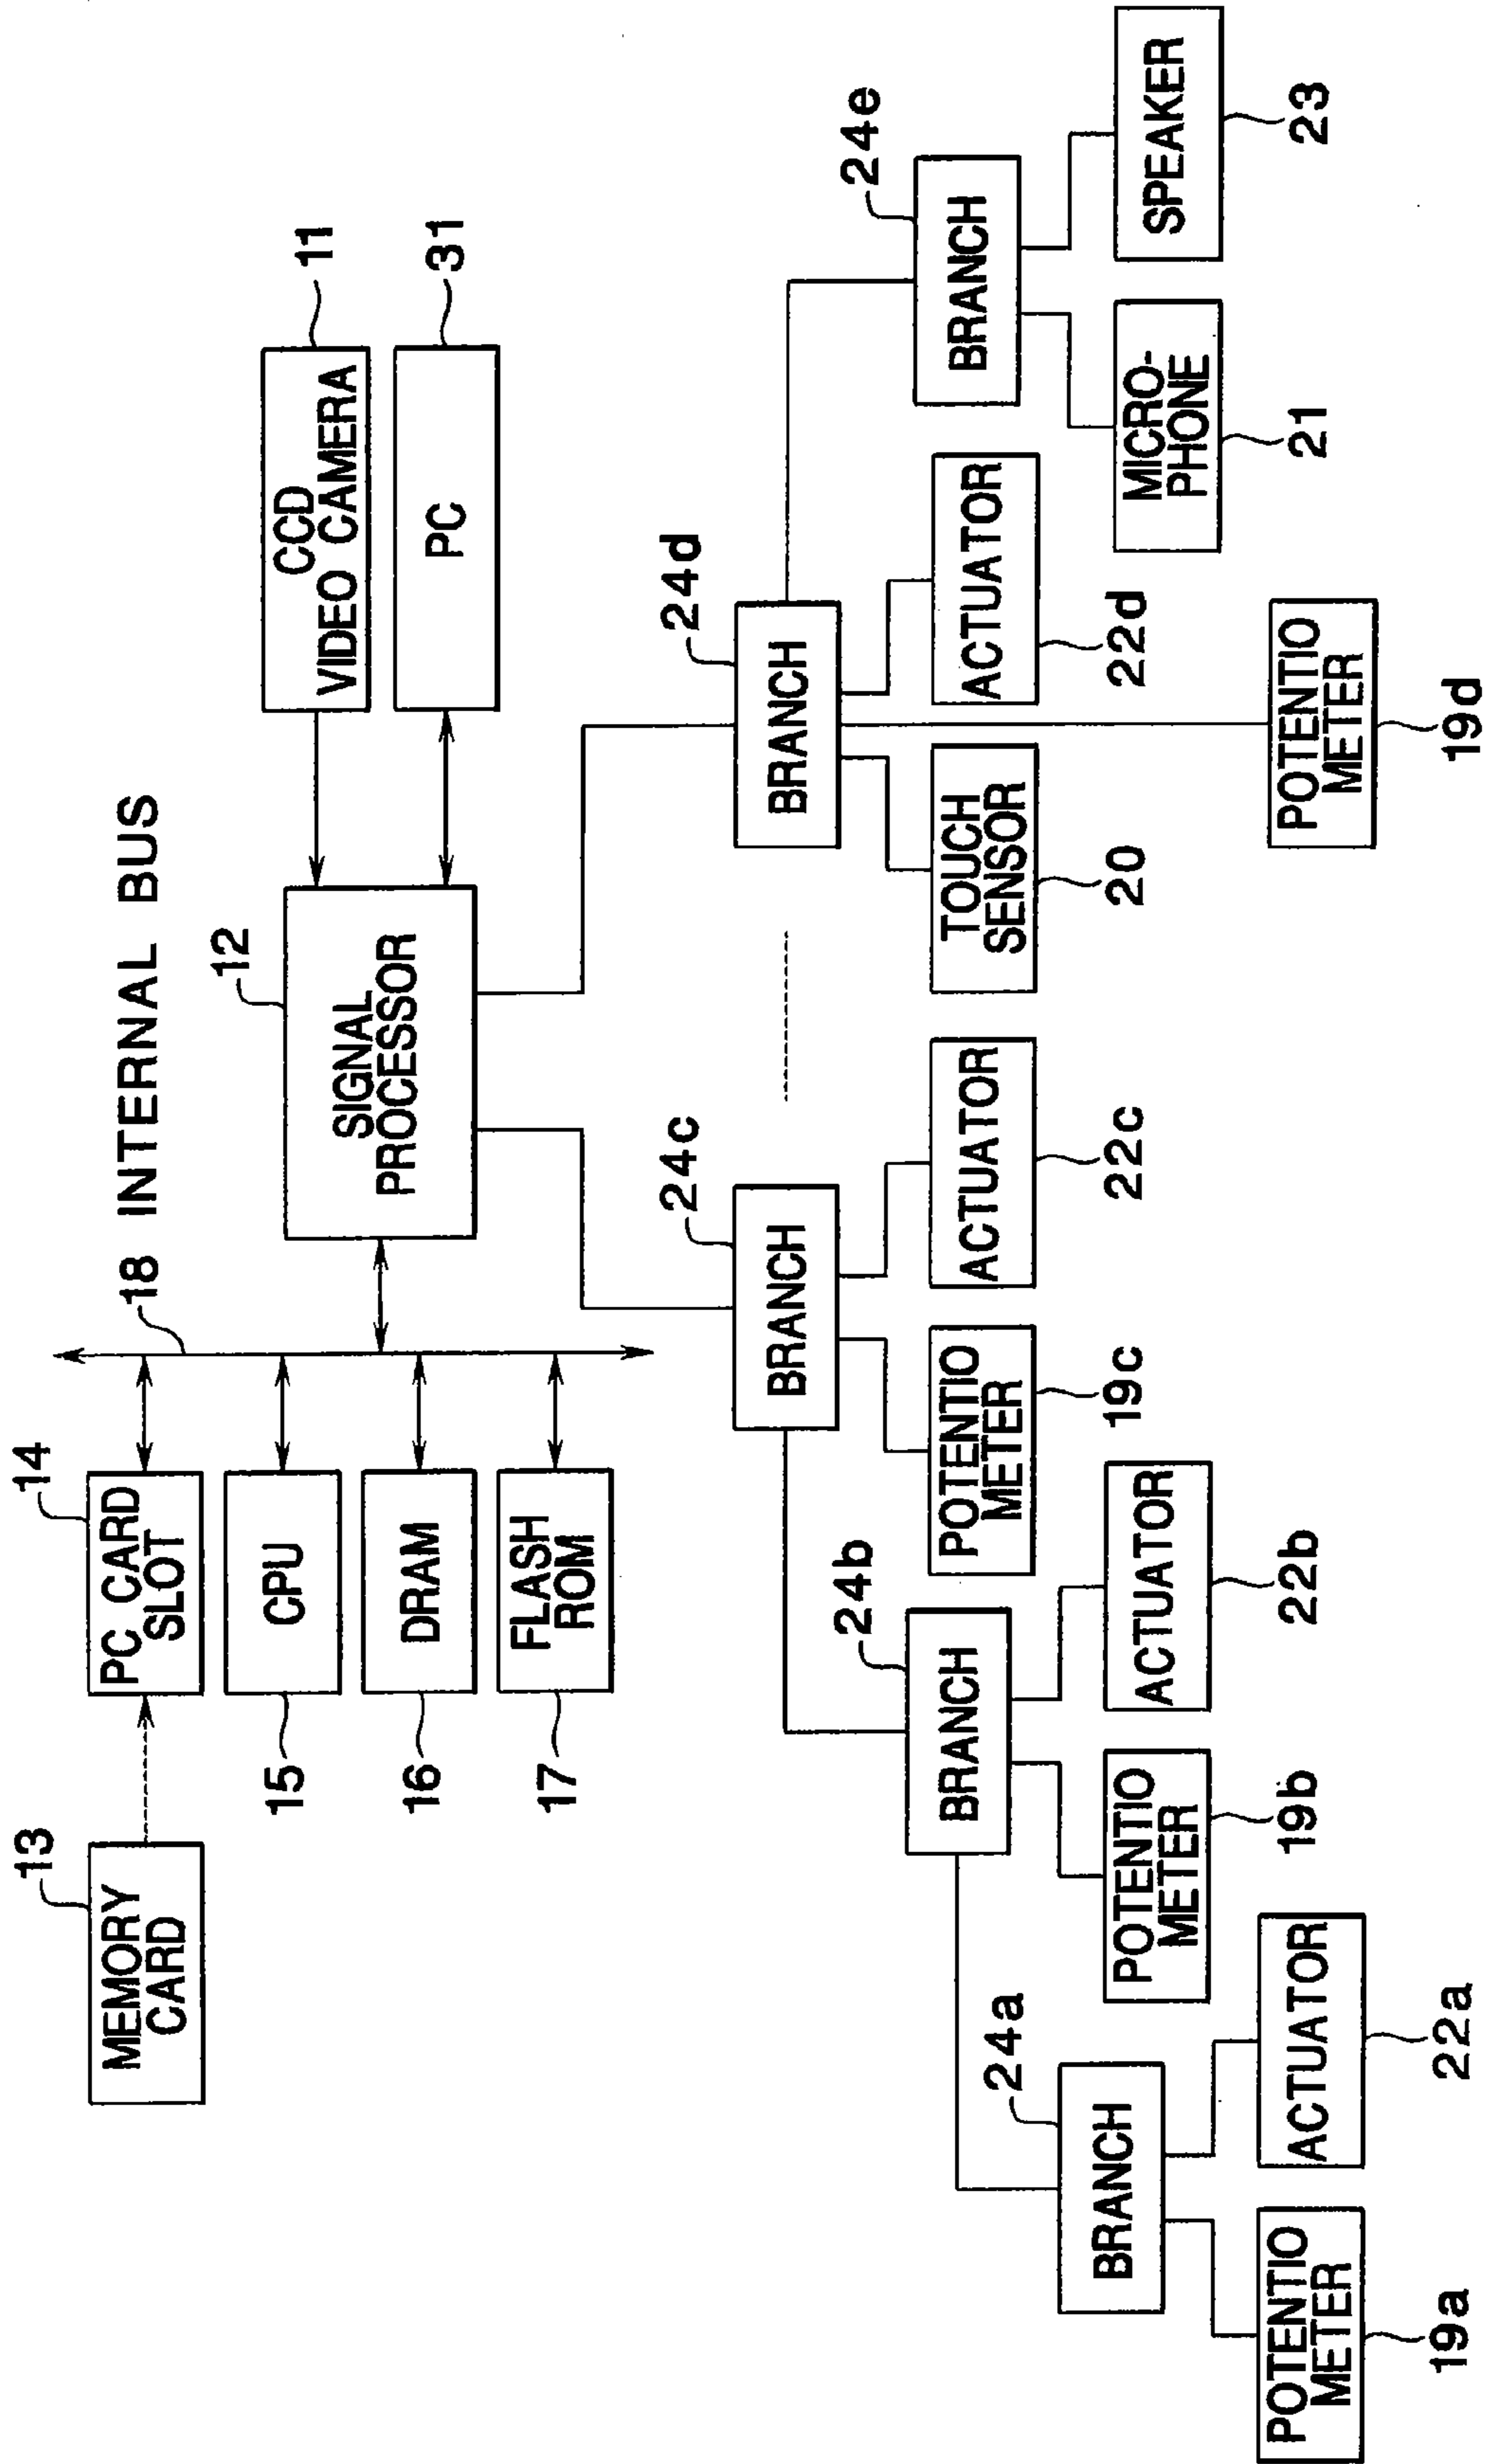 18 INTERNAL BUS
13
MEMORY
CARD
14
PC CARD
SLOT
15
CPU
16
DRAM
17
FLASH
ROM
12
SIGNAL
PROCESSOR
CCD
VIDEO CAMERA
11
PC
31
24c
BRANCH
24d
BRANCH
24b
BRANCH
POTENTIO
METER
19c
ACTUATOR
22c
TOUCH
SENSOR
20
ACTUATOR
22d
24e
BRANCH
24a
BRANCH
POTENTIO
METER
19b
ACTUATOR
22b
MICRO-
PHONE
21
SPEAKER
23
POTENTIO
METER
19a
ACTUATOR
22a
POTENTIO
METER
19d